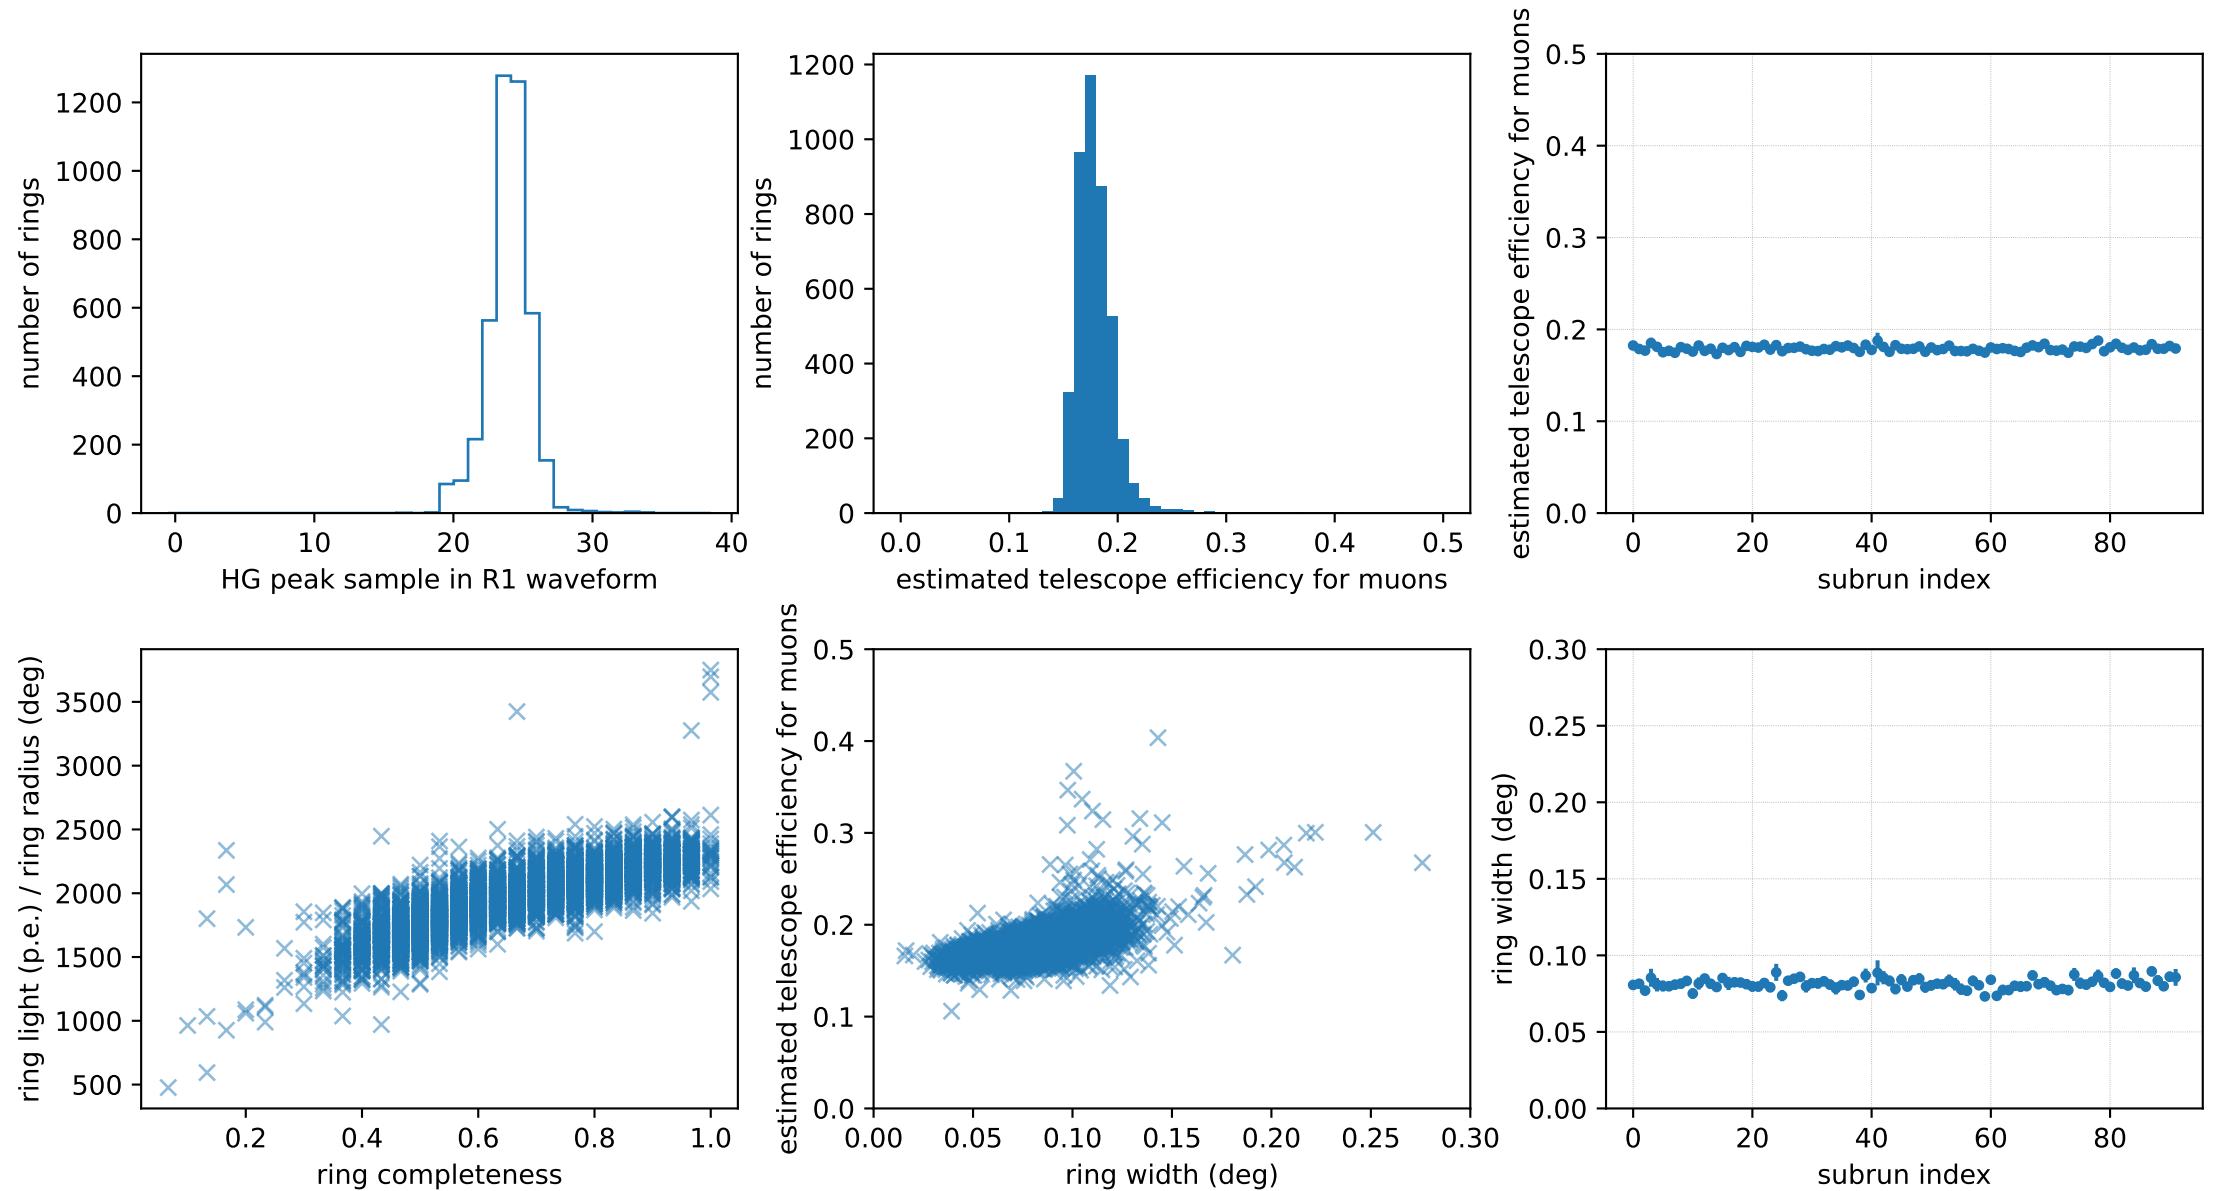 number of rings
1200
1000
800
600
400
200
0
0 10 20 30 40
HG peak sample in R1 waveform
number of rings
1200
1000
800
600
400
200
0
0.0 0.1 0.2 0.3 0.4 0.5
estimated telescope efficiency for muons
estimated telescope efficiency for muons
0.5
0.4
0.3
0.2
0.1
0.0
0 20 40 60 80
subrun index
ring light (p.e.) / ring radius (deg)
3500
3000
2500
2000
1500
1000
500
0.2 0.4 0.6 0.8 1.0
ring completeness
estimated telescope efficiency for muons
0.5
0.4
0.3
0.2
0.1
0.0
0.00 0.05 0.10 0.15 0.20 0.25 0.30
ring width (deg)
ring width (deg)
0.30
0.25
0.20
0.15
0.10
0.05
0.00
0 20 40 60 80
subrun index